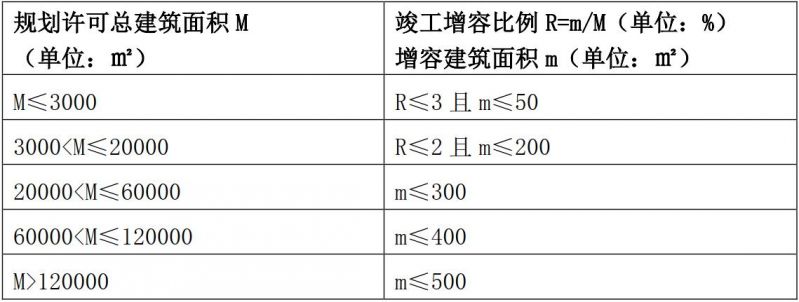 规划许可总建筑面积 M
（单位：㎡）
竣工增容比例 R=m/M（单位：%）
增容建筑面积 m（单位：㎡）
M≤3000
R≤3 且 m≤50
3000<M≤20000
R≤2 且 m≤200
20000<M≤60000
m≤300
60000<M≤120000
m≤400
M>120000
m≤500